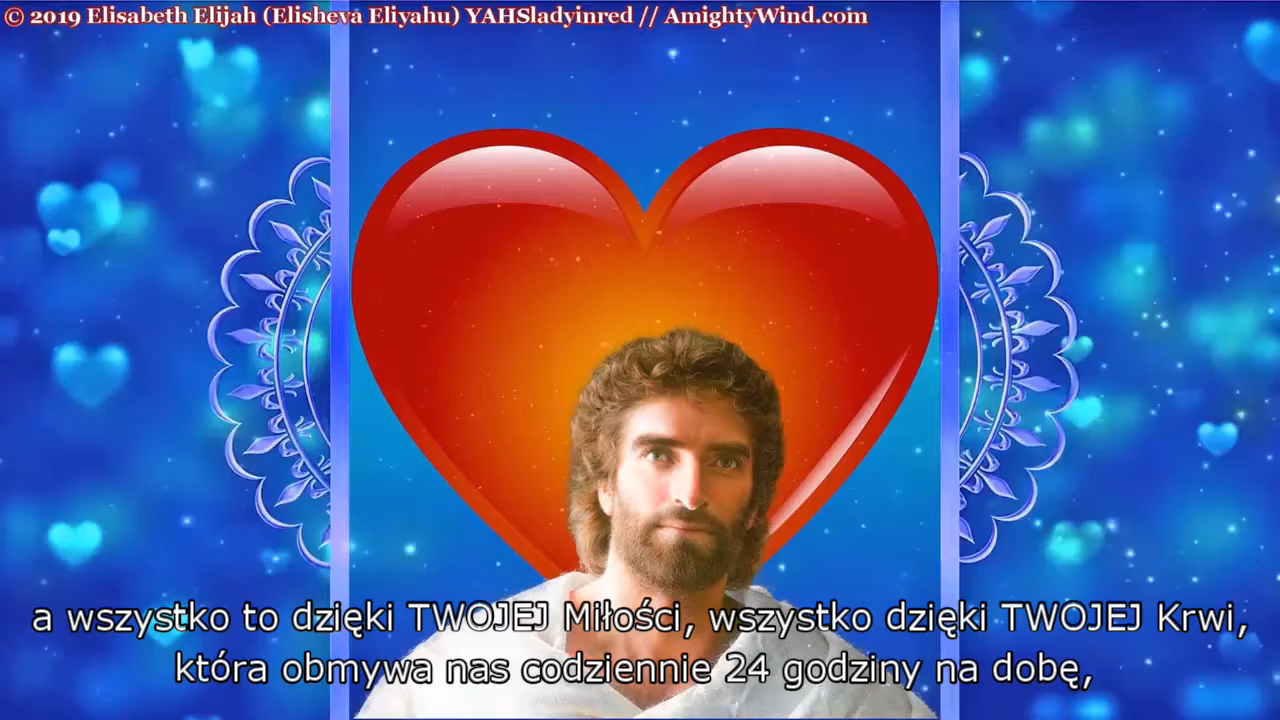 © 2019 Elisabeth Elijah (Elisheva Eliyahu) YAHSladyinred // AmightyWind.com
a wszystko to dzięki TWOJEJ Miłości, wszystko dzięki TWOJEJ Krwi,
która obmywa nas codziennie 24 godziny na dobę,